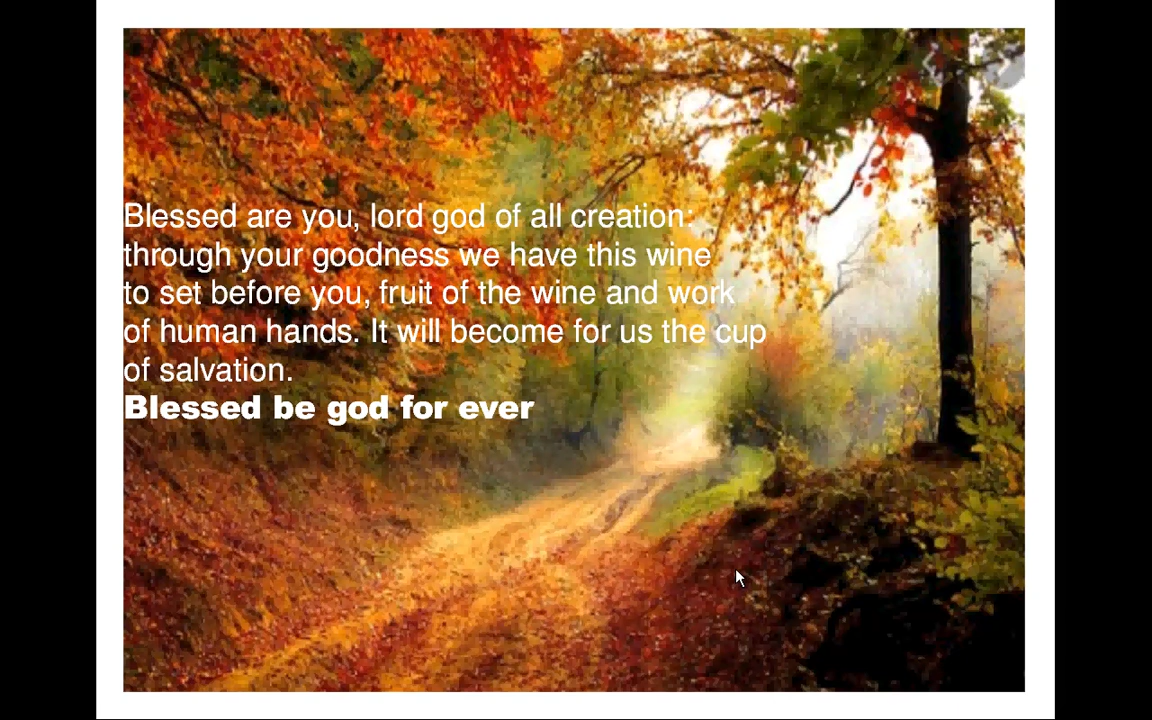 Blessed are you, lord god of all creation:
through your goodness we have this wine
to set before you, fruit of the wine and work
of human hands. It will become for us the cup
of salvation.
Blessed be god for ever